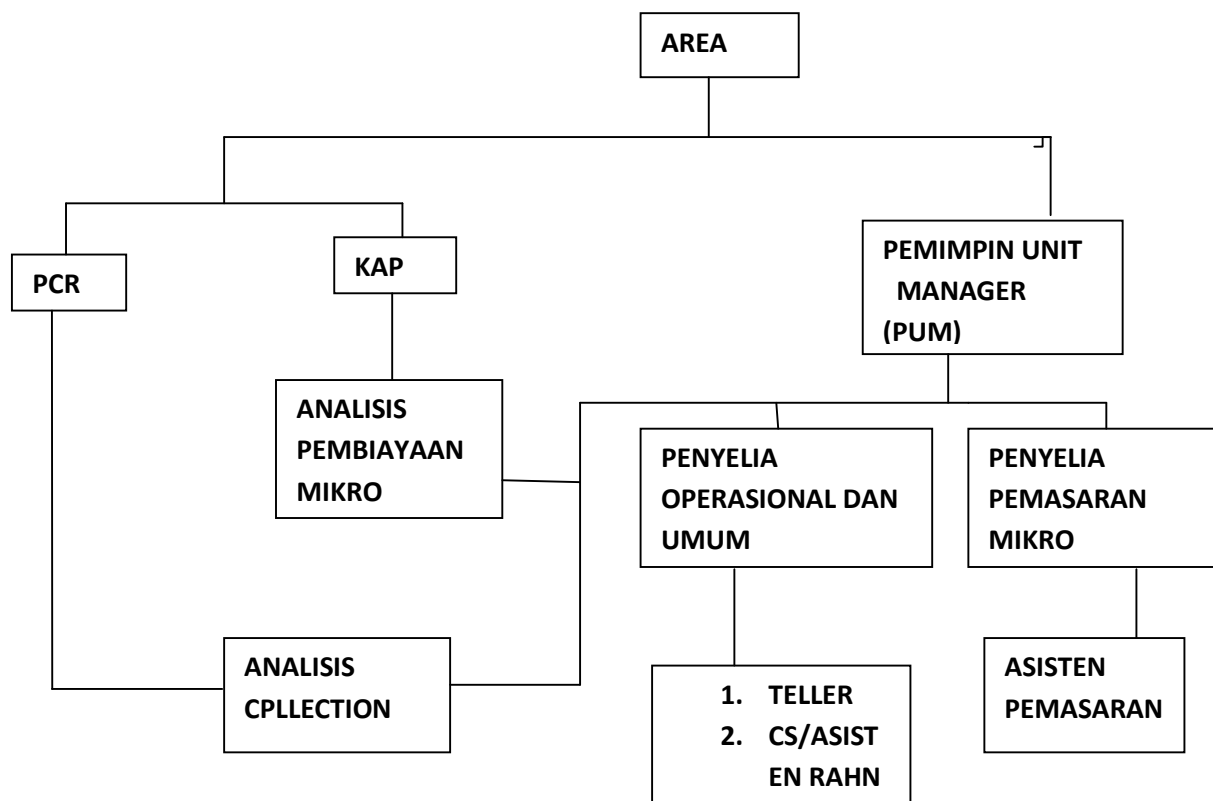 AREA
PCR
KAP
PEMIMPIN UNIT
MANAGER
(PUM)
ANALISIS
PEMBIAYAAN
MIKRO
PENYELIA
OPERASIONAL DAN
UMUM
PENYELIA
PEMASARAN
MIKRO
ANALISIS
CPLLECTION
1. TELLER
2. CS/ASIST
EN RAHN
ASISTEN
PEMASARAN